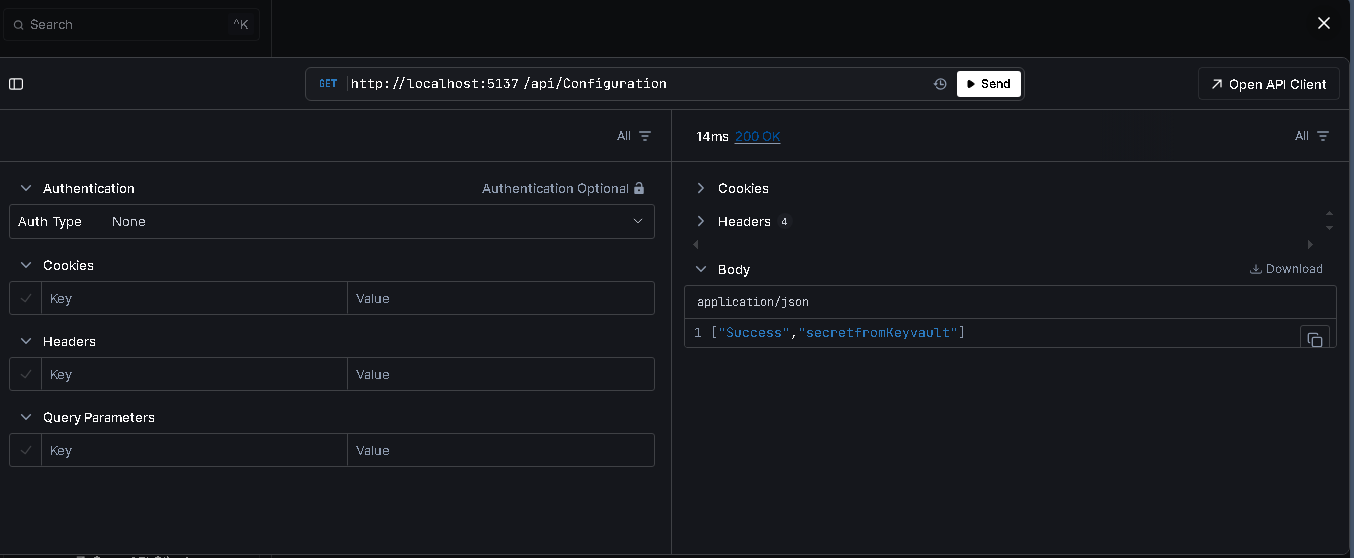 Search ^K
GET http://localhost:5137/api/Configuration Send Open API Client
All
Authentication Authentication Optional
Auth Type None
Cookies
Key Value
Headers
Key Value
Query Parameters
Key Value
14ms 200 OK All
Cookies
Headers 4
Body Download
application/json
1 ["Success","secretfromKeyvault"]